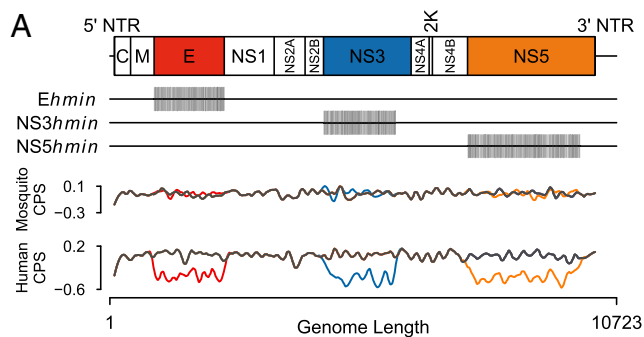 A
5' NTR
3' NTR
C M E NS1 NS2A NS2B NS3 NS4A 2K NS4B NS5
Ehmin
NS3hmin
NS5hmin
Mosquito
CPS
0.1
−0.3
Human
CPS
0.2
−0.6
1
Genome Length
10723